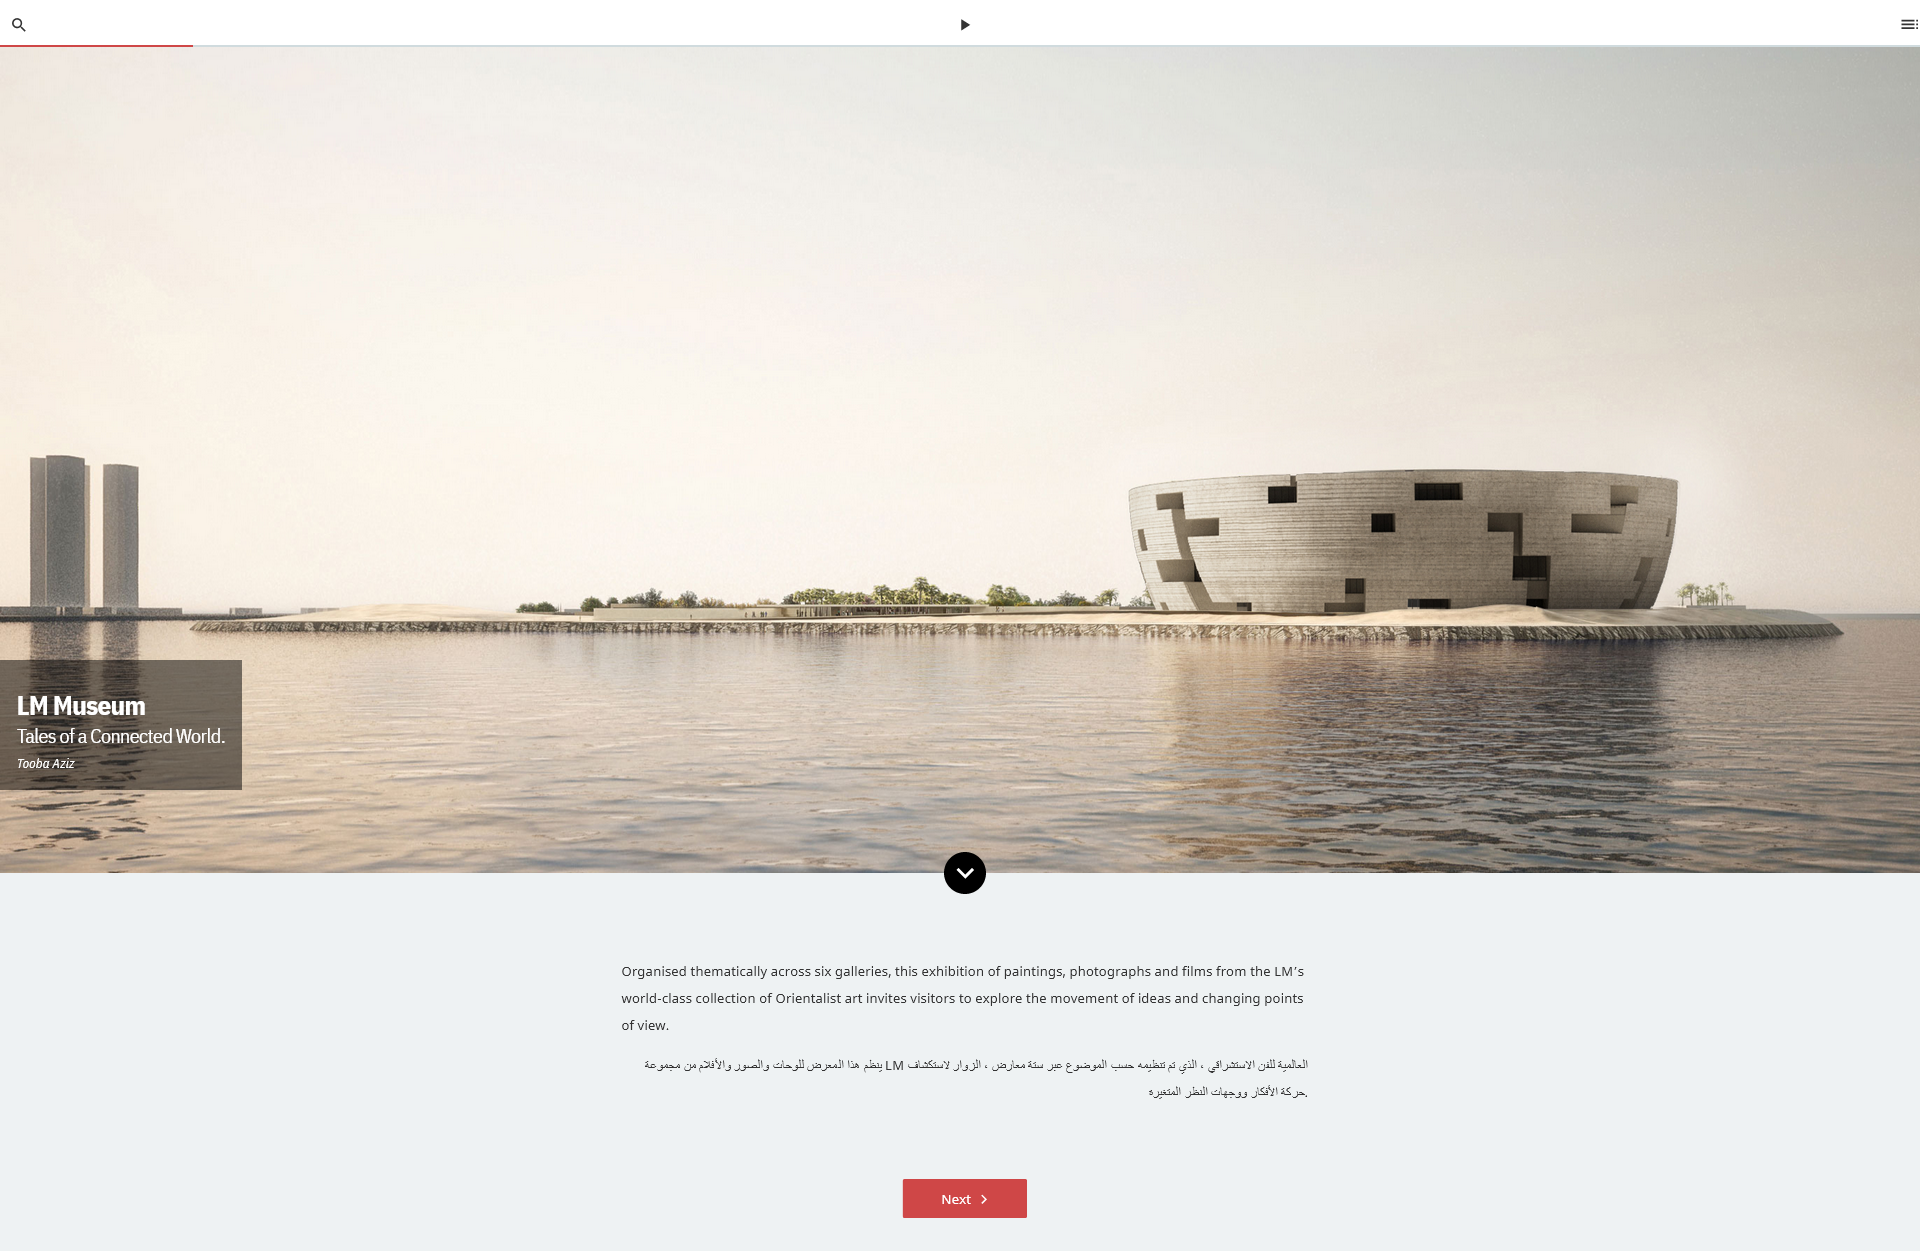 LM Museum
Tales of a Connected World.
Tooba Aziz
Organised thematically across six galleries, this exhibition of paintings, photographs and films from the LM’s
world-class collection of Orientalist art invites visitors to explore the movement of ideas and changing points
of view.
ينظم هذا المعرض للوحات والصور والأفلام من مجموعة LM العالمية للفن الاستشراقي ، الذي تم تنظيمه حسب الموضوع عبر ستة معارض ، الزوار لاستكشاف
حركة الأفكار ووجهات النظر المتغيرة.
Next